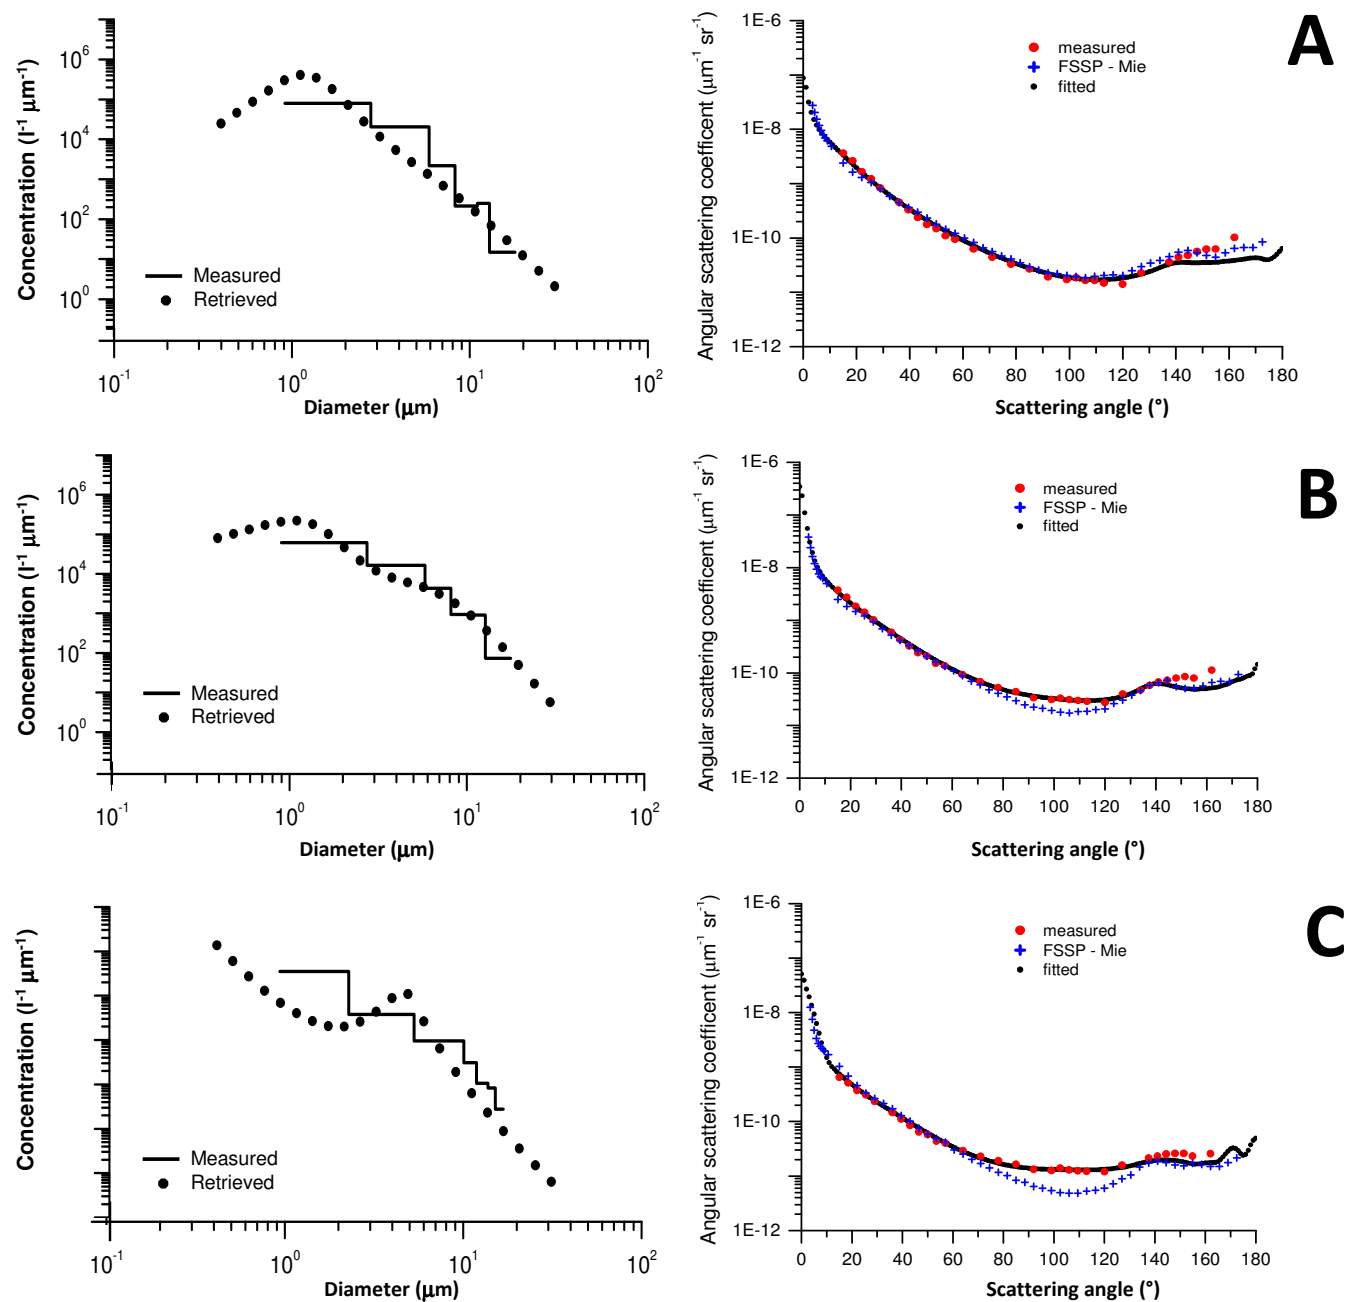 A
Concentration (l⁻¹ μm⁻¹)
10⁶
10⁴
10²
10⁰
Measured
Retrieved
10⁻¹ 10⁰ 10¹ 10²
Diameter (μm)
Angular scattering coefficent (μm⁻¹ sr⁻¹)
1E-6
1E-8
1E-10
1E-12
measured
FSSP - Mie
fitted
0 20 40 60 80 100 120 140 160 180
Scattering angle (°)
B
Concentration (l⁻¹ μm⁻¹)
10⁶
10⁴
10²
10⁰
Measured
Retrieved
10⁻¹ 10⁰ 10¹ 10²
Diameter (μm)
Angular scattering coefficent (μm⁻¹ sr⁻¹)
1E-6
1E-8
1E-10
1E-12
measured
FSSP - Mie
fitted
0 20 40 60 80 100 120 140 160 180
Scattering angle (°)
C
Concentration (l⁻¹ μm⁻¹)
Measured
Retrieved
10⁻¹ 10⁰ 10¹ 10²
Diameter (μm)
Angular scattering coefficent (μm⁻¹ sr⁻¹)
1E-6
1E-8
1E-10
1E-12
measured
FSSP - Mie
fitted
0 20 40 60 80 100 120 140 160 180
Scattering angle (°)